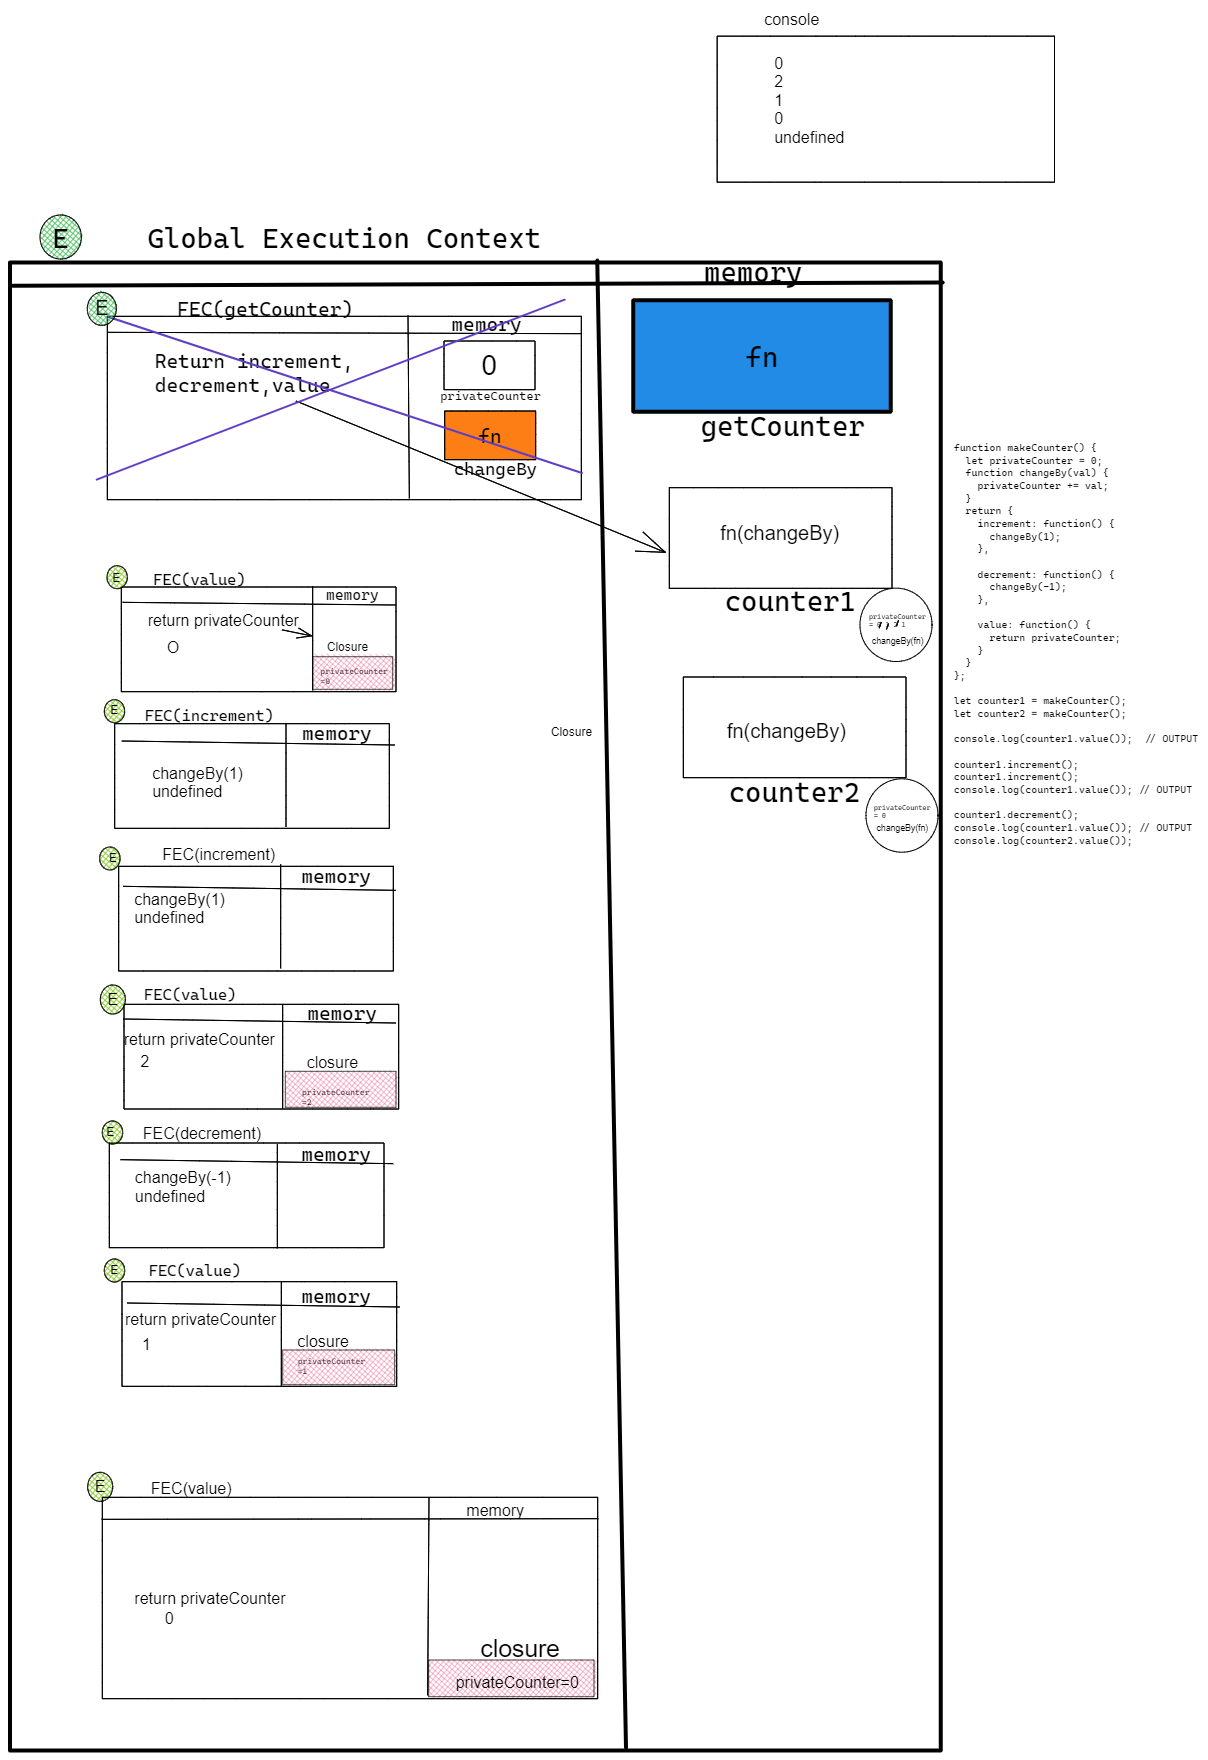 console
0
2
1
0
undefined
E
Global Execution Context
memory
E
FEC(getCounter)
memory
Return increment,
decrement,value
0
privateCounter
fn
changeBy
fn
getCounter
fn(changeBy)
counter1
privateCounter
1
changeBy(fn)
Closure
fn(changeBy)
counter2
privateCounter
= 0
changeBy(fn)
E
FEC(value)
memory
return privateCounter
O
Closure
privateCounter
=0
E
FEC(increment)
memory
changeBy(1)
undefined
E
FEC(increment)
memory
changeBy(1)
undefined
E
FEC(value)
memory
return privateCounter
2
closure
privateCounter
=2
E
FEC(decrement)
memory
changeBy(-1)
undefined
E
FEC(value)
memory
return privateCounter
1
closure
privateCounter
=1
E
FEC(value)
memory
return privateCounter
0
closure
privateCounter=0
function makeCounter() {
let privateCounter = 0;
function changeBy(val) {
privateCounter += val;
}
return {
increment: function() {
changeBy(1);
},
decrement: function() {
changeBy(-1);
},
value: function() {
return privateCounter;
}
}
};
let counter1 = makeCounter();
let counter2 = makeCounter();
console.log(counter1.value());  // OUTPUT
counter1.increment();
counter1.increment();
console.log(counter1.value()); // OUTPUT
counter1.decrement();
console.log(counter1.value()); // OUTPUT
console.log(counter2.value());